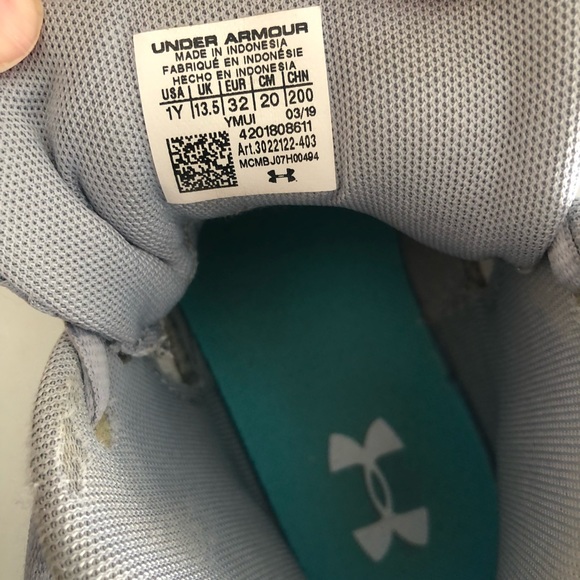 UNDER ARMOUR
MADE IN INDONESIA
FABRIQUÉ EN INDONÉSIE
HECHO EN INDONESIA
USA UK EUR CM CHN
1Y 13.5 32 20 200
YMUI 03/19
4201808611
Art.3022122-403
MCMBJ07H00494